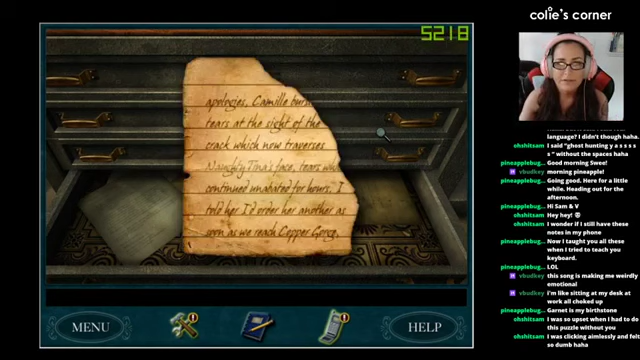 colie's corner
5218
apologies, Camille burst
tears at the sight of the
crack which now traverses
Naughty Tina's face, tears wh
continued unabated for hours. I
told her I'd order her another as
soon as we reach Copper Gorge.
MENU
HELP
language? I didn't though haha.
ohshitsam I said "ghost hunting y a s s s s
s" without the spaces haha
pineapplebug... Good morning Swee!
vbudkey morning pineapple!
pineapplebug... Going good. Here for a little
while. Heading out for the
afternoon.
pineapplebug... Hi Sam & V
ohshitsam Hey hey!
ohshitsam I wonder if I still have these
notes in my phone
pineapplebug... Now I taught you all these
when I tried to teach you
keyboard.
pineapplebug... LOL
vbudkey this song is making me weirdly
emotional
vbudkey i'm like sitting at my desk at
work all choked up
pineapplebug... Garnet is my birthstone
ohshitsam I was so upset when I had to do
this puzzle without you
ohshitsam I was clicking aimlessly and felt
so dumb haha